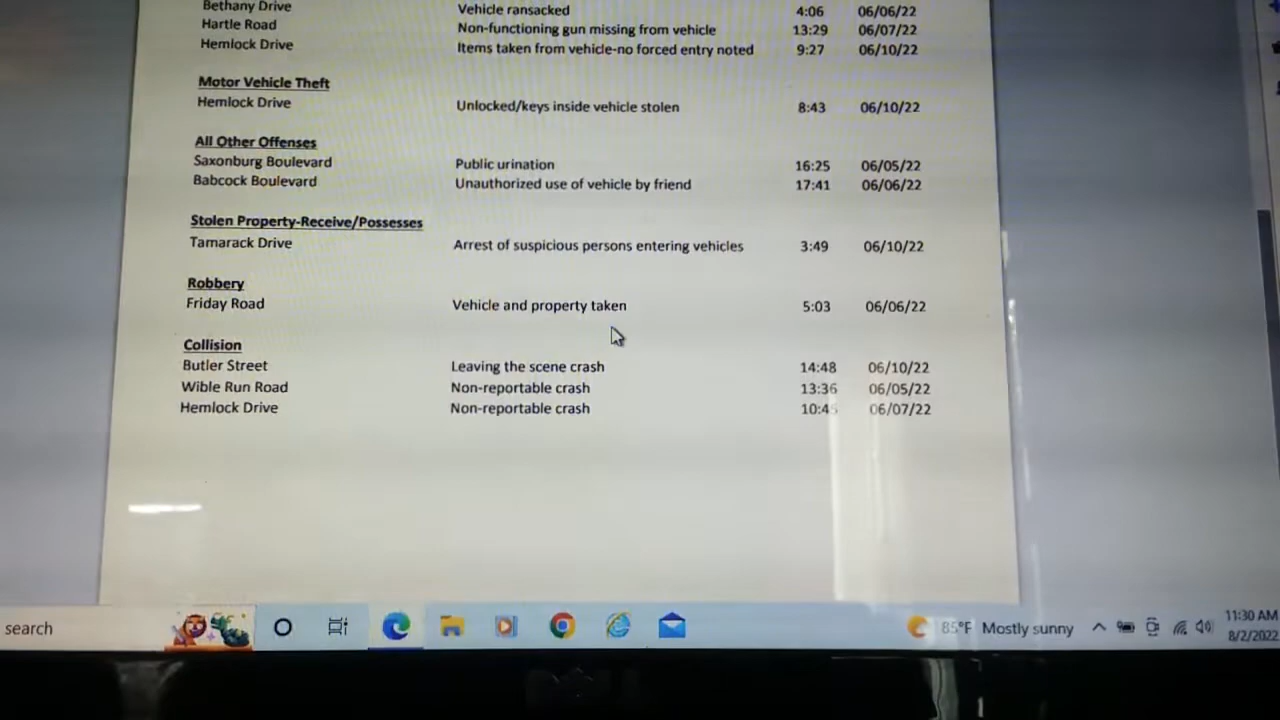 Bethany Drive Vehicle ransacked 4:06 06/06/22
Hartle Road Non-functioning gun missing from vehicle 13:29 06/07/22
Hemlock Drive Items taken from vehicle-no forced entry noted 9:27 06/10/22
Motor Vehicle Theft
Hemlock Drive Unlocked/keys inside vehicle stolen 8:43 06/10/22
All Other Offenses
Saxonburg Boulevard Public urination 16:25 06/05/22
Babcock Boulevard Unauthorized use of vehicle by friend 17:41 06/06/22
Stolen Property-Receive/Possesses
Tamarack Drive Arrest of suspicious persons entering vehicles 3:49 06/10/22
Robbery
Friday Road Vehicle and property taken 5:03 06/06/22
Collision
Butler Street Leaving the scene crash 14:48 06/10/22
Wible Run Road Non-reportable crash 13:36 06/05/22
Hemlock Drive Non-reportable crash 06/07/22
search 85°F Mostly sunny 11:30 AM
8/2/2022